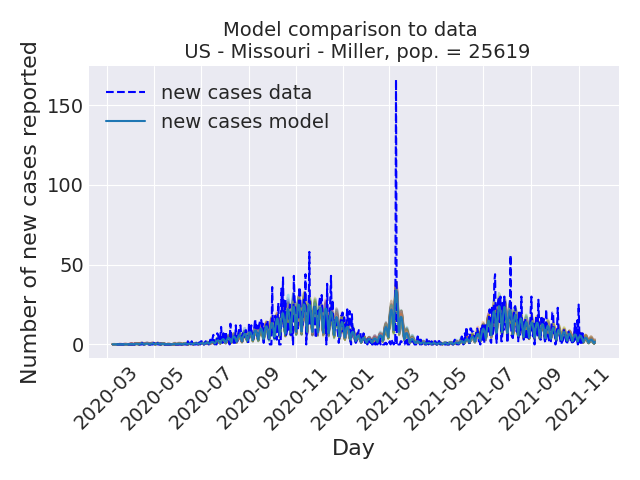 Model comparison to data
US - Missouri - Miller, pop. = 25619
Number of new cases reported
150
100
50
0
new cases data
new cases model
2020-03
2020-05
2020-07
2020-09
2020-11
2021-01
2021-03
2021-05
2021-07
2021-09
2021-11
Day